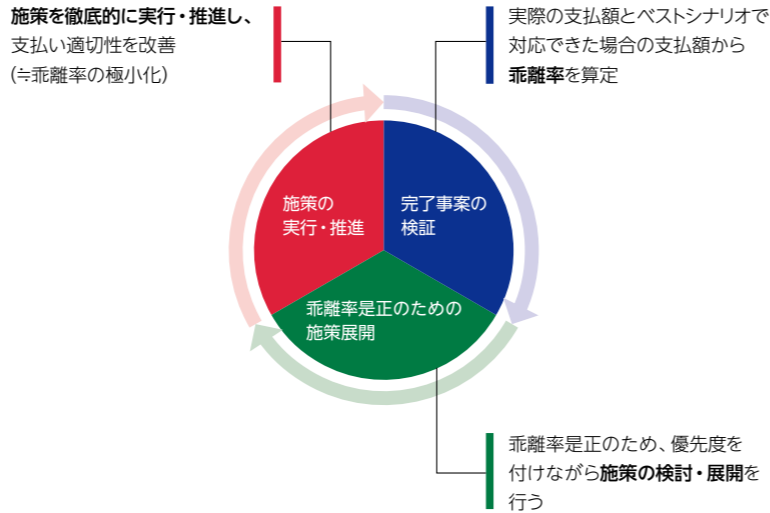 施策を徹底的に実行・推進し、
支払い適切性を改善
(≒乖離率の極小化)
実際の支払額とベストシナリオで
対応できた場合の支払額から
乖離率を算定
施策の
実行・推進
完了事案の
検証
乖離率是正のための
施策展開
乖離率是正のため、優先度を
付けながら施策の検討・展開を
行う